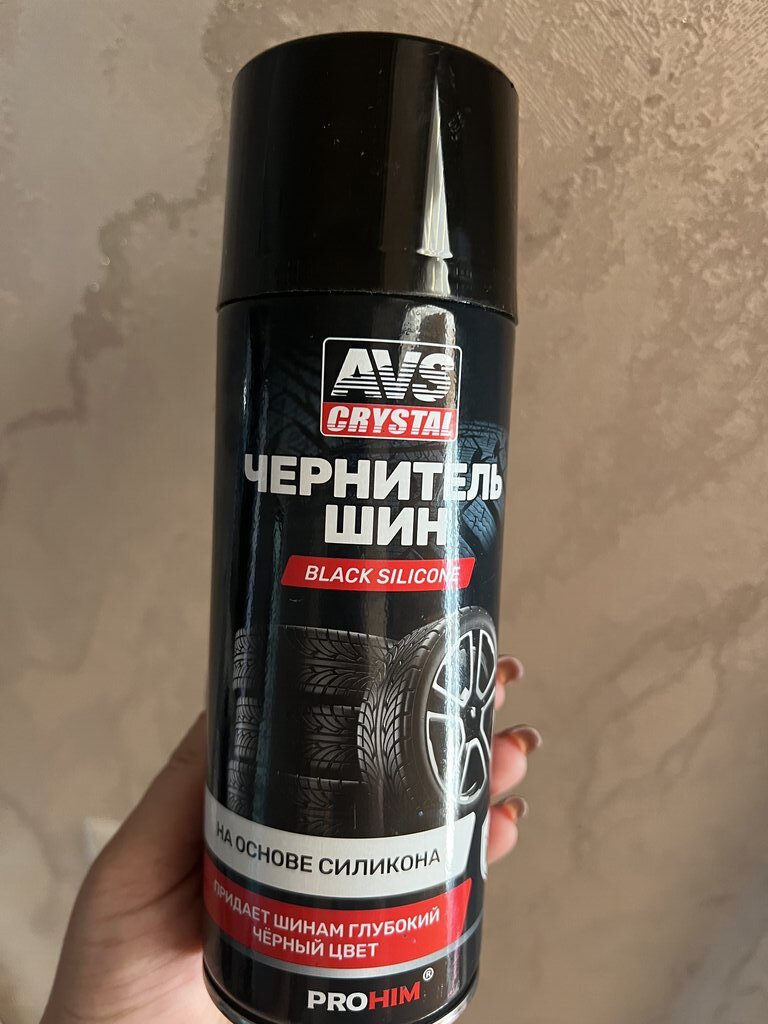 AVS
CRYSTAL
ЧЕРНИТЕЛЬ
ШИН
BLACK SILICONE
НА ОСНОВЕ СИЛИКОНА
ПРИДАЕТ ШИНАМ ГЛУБОКИЙ
ЧЁРНЫЙ ЦВЕТ
PROHIM®